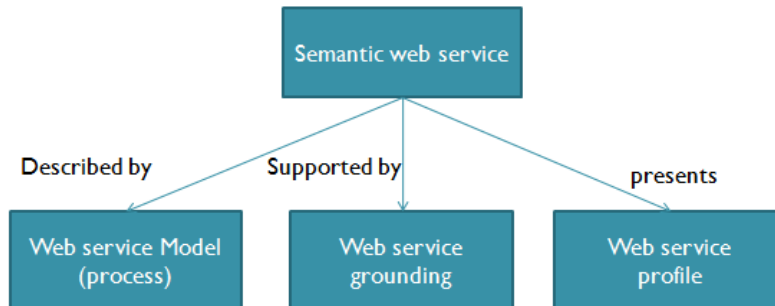 Semantic web service
Described by
Supported by
presents
Web service Model
(process)
Web service
grounding
Web service
profile